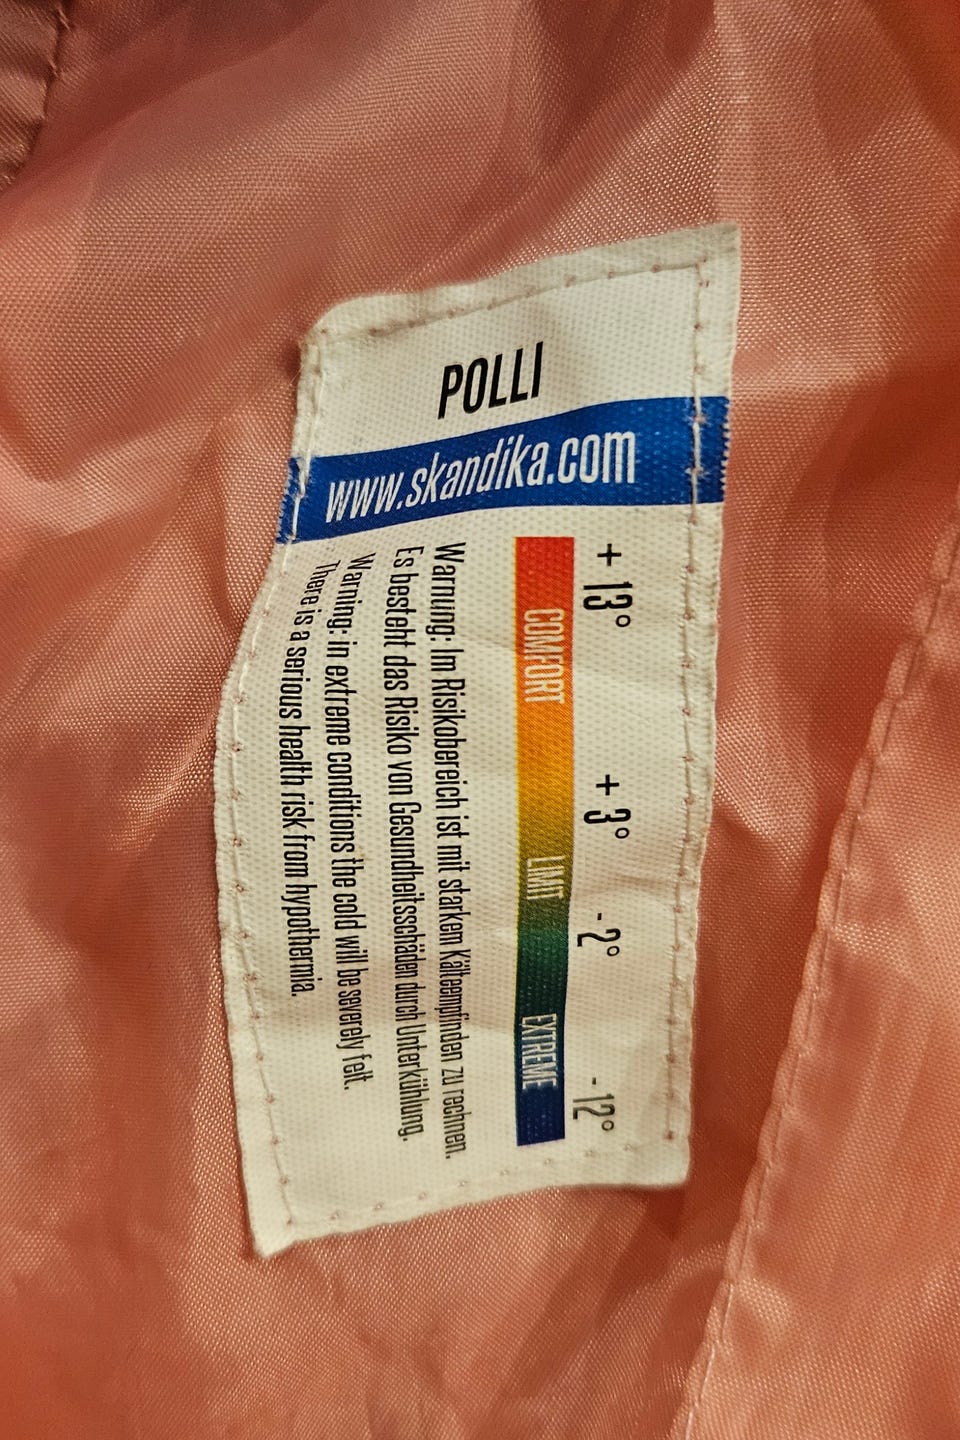 POLLI
www.skandika.com
+ 13° + 3° - 2° -12°
COMFORT LIMIT EXTREME
Warnung: Im Risikobereich ist mit starkem Kälteempfinden zu rechnen.
Es besteht das Risiko von Gesundheitsschäden durch Unterkühlung.
Warning: in extreme conditions the cold will be severely felt.
There is a serious health risk from hypothermia.